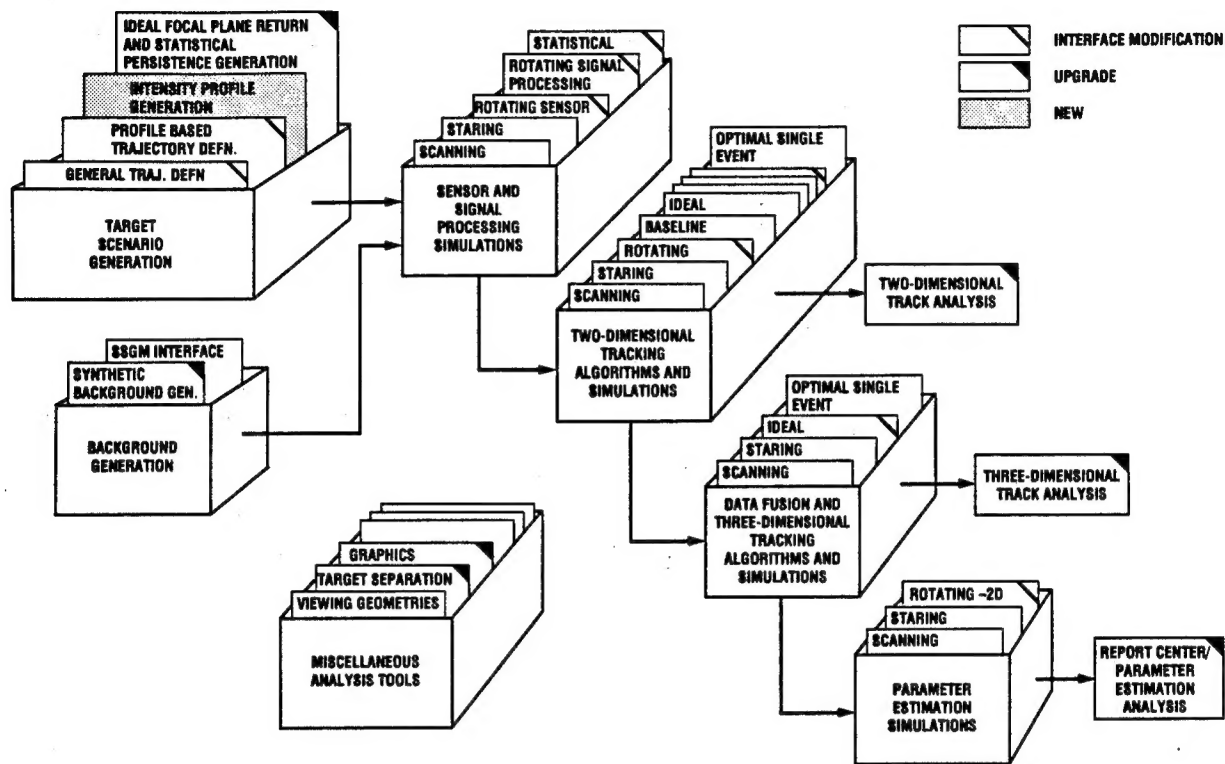 IDEAL FOCAL PLANE RETURN
AND STATISTICAL
PERSISTENCE GENERATION
INTENSITY PROFILE
GENERATION
PROFILE BASED
TRAJECTORY DEFN.
GENERAL TRAJ. DEFN
TARGET
SCENARIO
GENERATION
SSGM INTERFACE
SYNTHETIC
BACKGROUND GEN.
BACKGROUND
GENERATION
STATISTICAL
ROTATING SIGNAL
PROCESSING
ROTATING SENSOR
STARING
SCANNING
SENSOR AND
SIGNAL
PROCESSING
SIMULATIONS
INTERFACE MODIFICATION
UPGRADE
NEW
OPTIMAL SINGLE
EVENT
IDEAL
BASELINE
ROTATING
STARING
SCANNING
TWO-DIMENSIONAL
TRACKING
ALGORITHMS AND
SIMULATIONS
TWO-DIMENSIONAL
TRACK ANALYSIS
OPTIMAL SINGLE
EVENT
IDEAL
STARING
SCANNING
DATA FUSION AND
THREE-DIMENSIONAL
TRACKING
ALGORITHMS AND
SIMULATIONS
THREE-DIMENSIONAL
TRACK ANALYSIS
GRAPHICS
TARGET SEPARATION
VIEWING GEOMETRIES
MISCELLANEOUS
ANALYSIS TOOLS
ROTATING -2D
STARING
SCANNING
PARAMETER
ESTIMATION
SIMULATIONS
REPORT CENTER/
PARAMETER
ESTIMATION
ANALYSIS